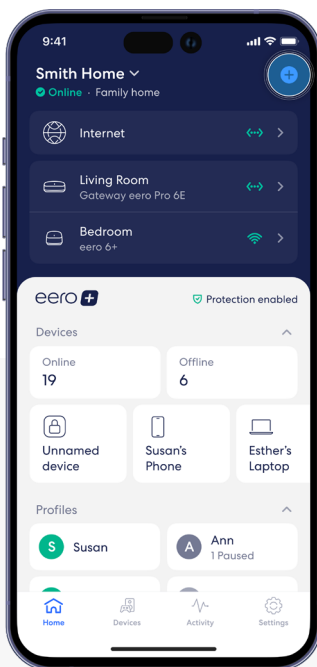 9:41
Smith Home
Online · Family home
Internet
Living Room
Gateway eero Pro 6E
Bedroom
eero 6+
eero +
Protection enabled
Devices
Online
19
Offline
6
Unnamed
device
Susan's
Phone
Esther's
Laptop
Profiles
S Susan
A Ann
1 Paused
Home
Devices
Activity
Settings